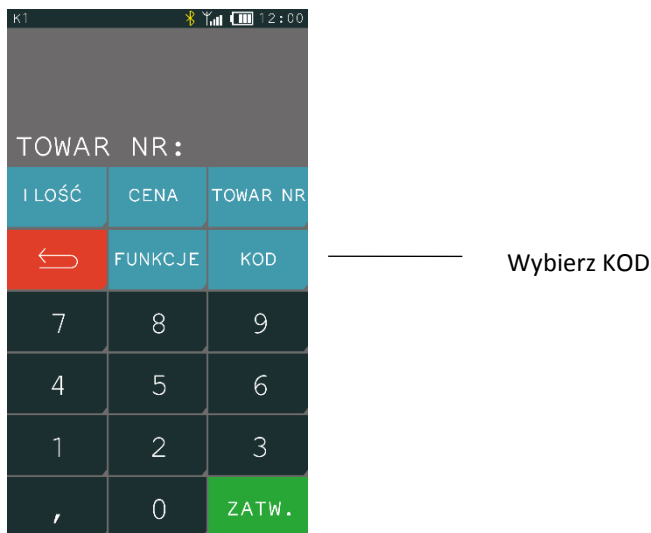 K1 12:00
TOWAR NR:
ILOŚĆ CENA TOWAR NR
FUNKCJE KOD Wybierz KOD
7 8 9
4 5 6
1 2 3
, 0 ZATW.